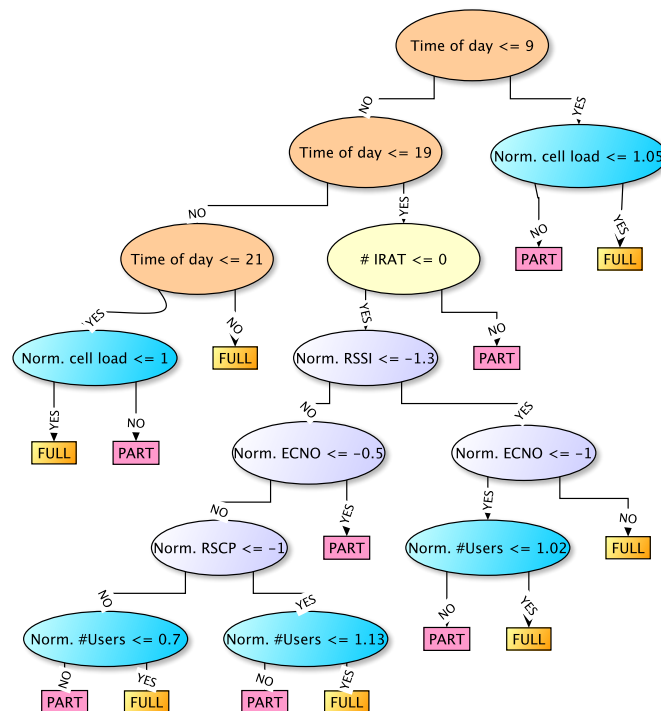 Time of day <= 9
NO
YES
Time of day <= 19
Norm. cell load <= 1.05
NO
YES
NO
YES
Time of day <= 21
# IRAT <= 0
PART
FULL
YES
NO
YES
NO
Norm. cell load <= 1
FULL
Norm. RSSI <= −1.3
PART
YES
NO
NO
YES
FULL
PART
Norm. ECNO <= −0.5
Norm. ECNO <= −1
NO
YES
YES
NO
Norm. RSCP <= −1
PART
Norm. #Users <= 1.02
FULL
NO
YES
NO
YES
Norm. #Users <= 0.7
Norm. #Users <= 1.13
PART
FULL
NO
YES
NO
YES
PART
FULL
PART
FULL